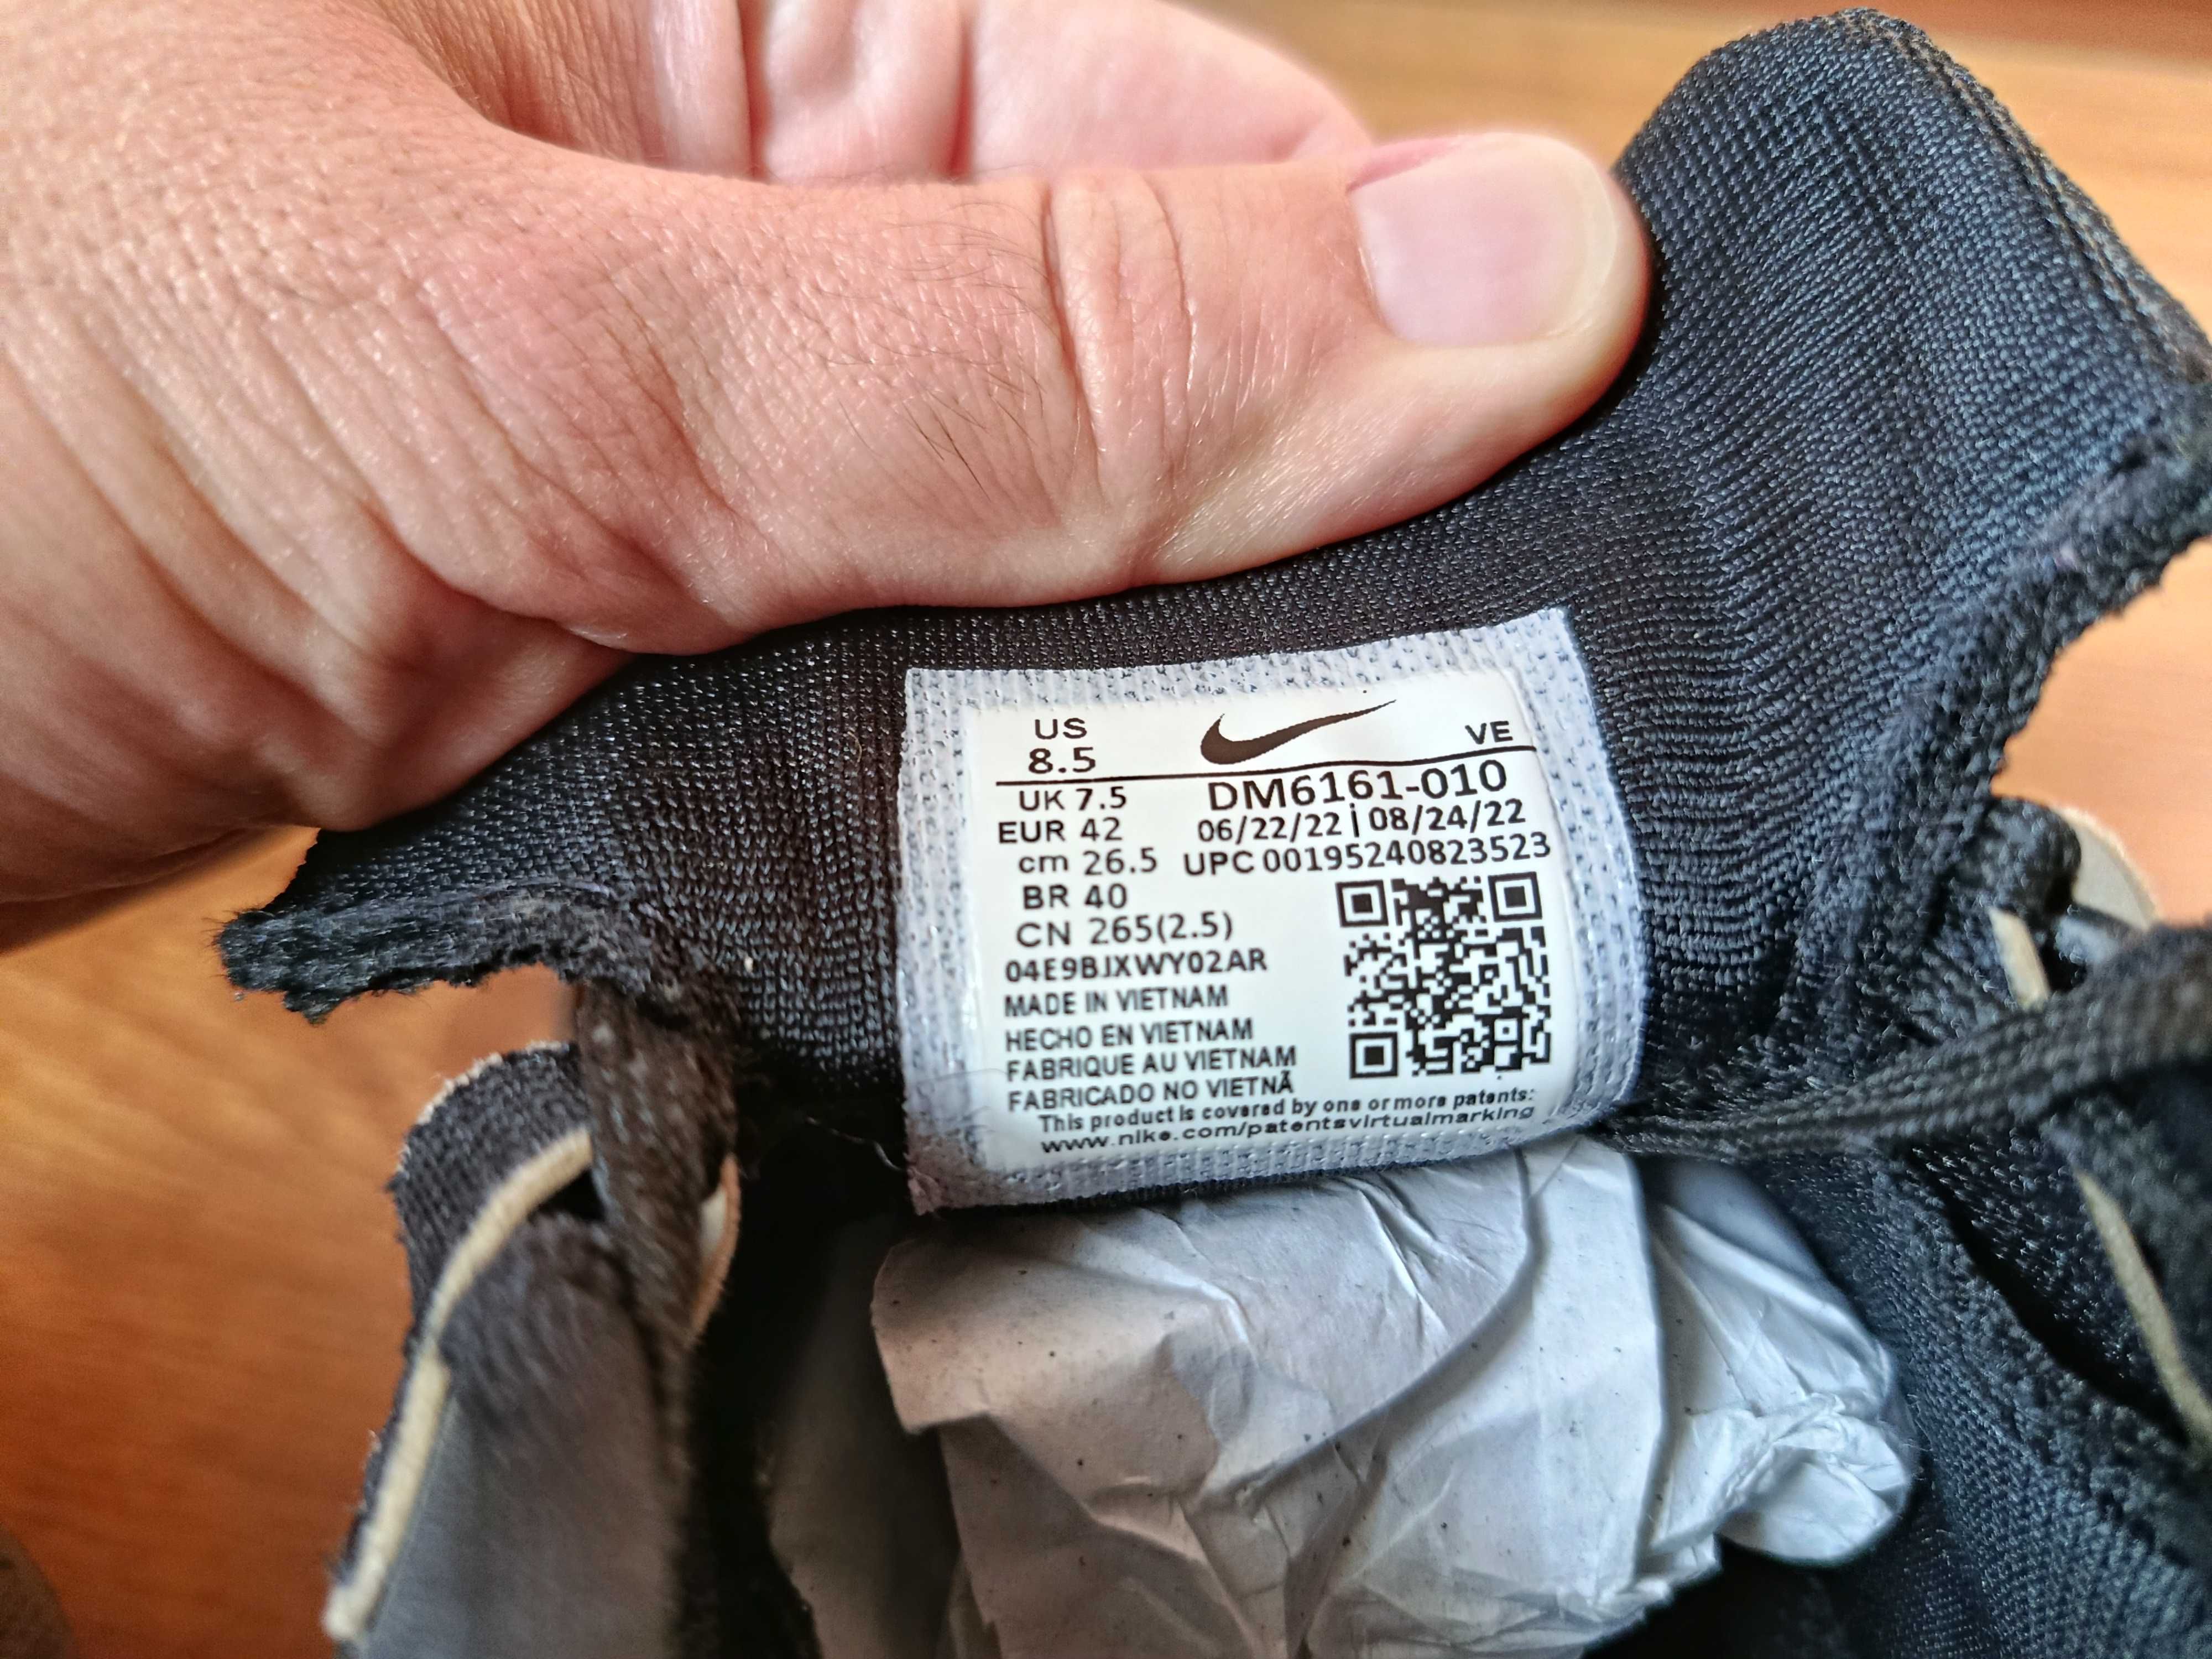 US
8.5
VE
UK 7.5
EUR 42
cm 26.5
BR 40
CN 265(2.5)
DM6161-010
06/22/22 | 08/24/22
UPC 00195240823523
04E9BJXWY02AR
MADE IN VIETNAM
HECHO EN VIETNAM
FABRIQUE AU VIETNAM
FABRICADO NO VIETNÃ
This product is covered by one or more patents:
www.nike.com/patentsvirtualmarking